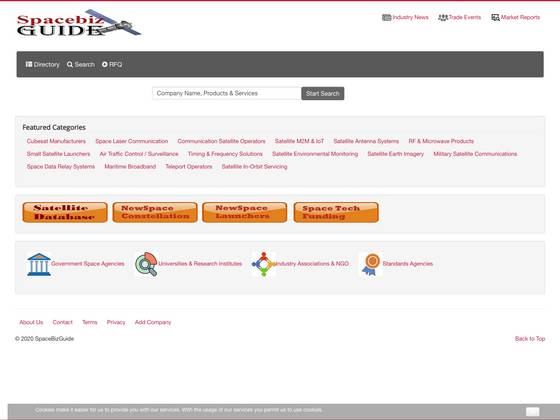 Spacebiz
GUIDE
Industry News Trade Events Market Reports
Directory Search RFQ
Company Name, Products & Services Start Search
Featured Categories
Cubesat Manufacturers Space Laser Communication Communication Satellite Operators Satellite M2M & IoT Satellite Antenna Systems RF & Microwave Products
Small Satellite Launchers Air Traffic Control / Surveillance Timing & Frequency Solutions Satellite Environmental Monitoring Satellite Earth Imagery Military Satellite Communications
Space Data Relay Systems Maritime Broadband Teleport Operators Satellite In-Orbit Servicing
Satellite Database NewSpace Constellation NewSpace Launchers Space Tech Funding
Government Space Agencies Universities & Research Institutes Industry Associations & NGO Standards Agencies
About Us Contact Terms Privacy Add Company
© 2020 SpaceBizGuide Back to Top
Cookies make it easier for us to provide you with our services. With the usage of our services you permit us to use cookies.